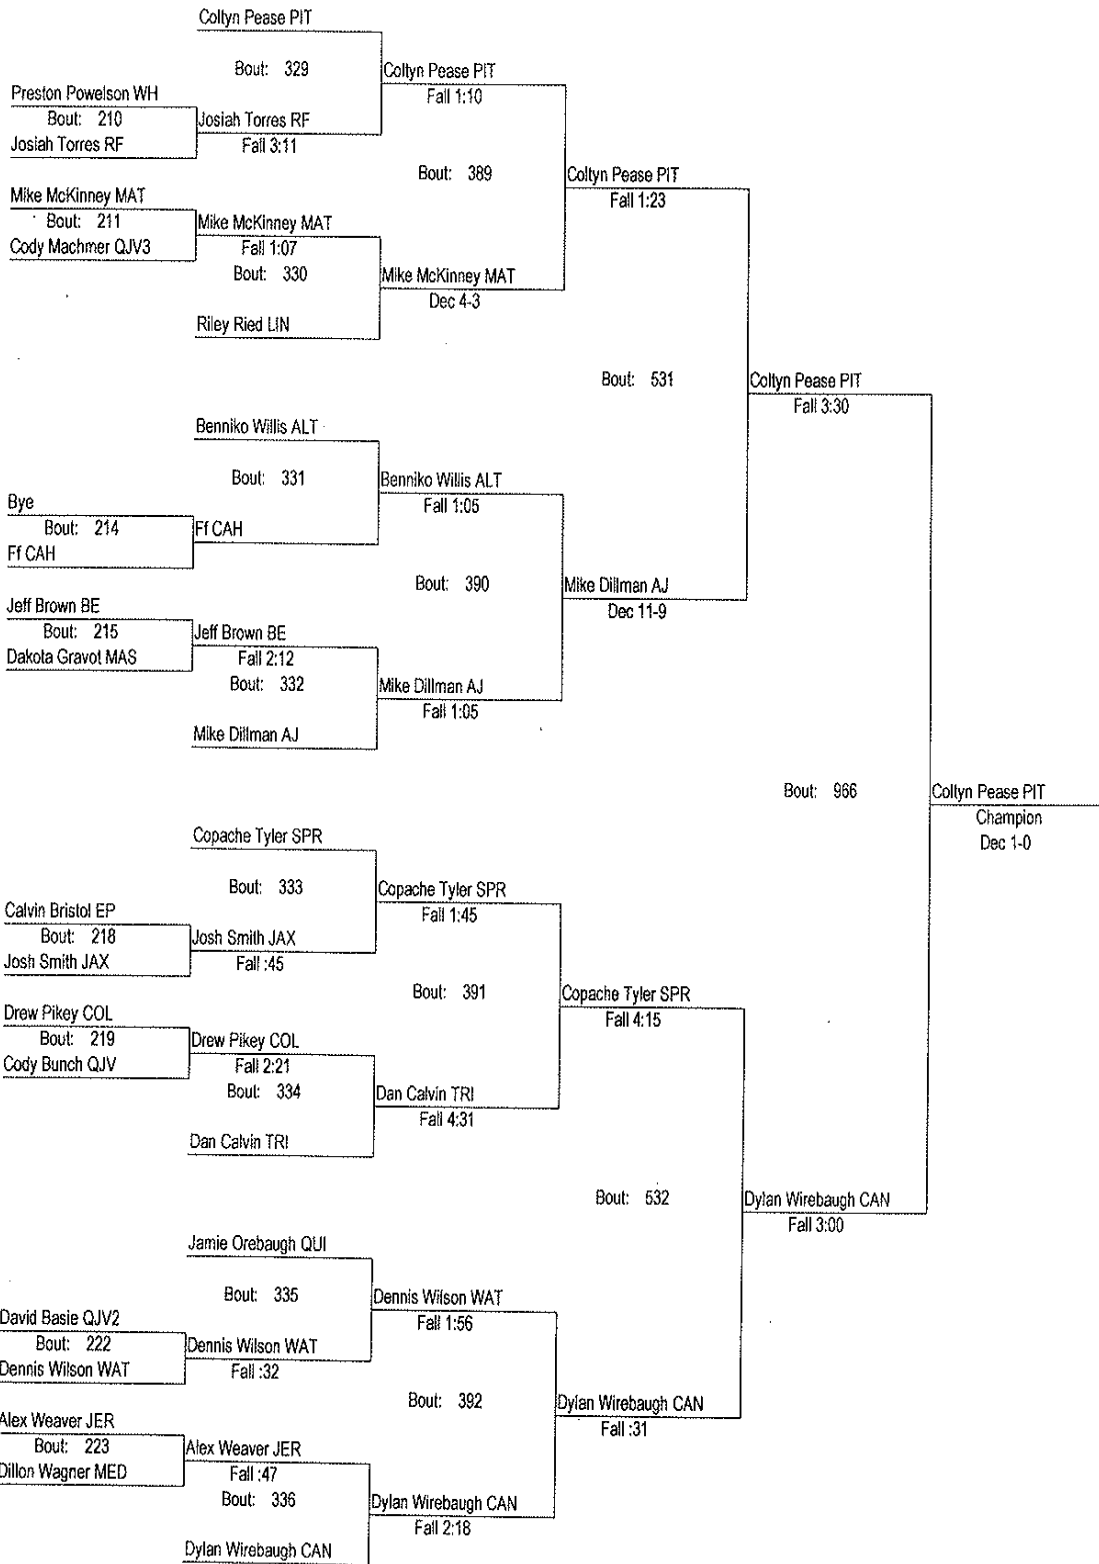 Coltyn Pease PIT
Bout: 329
Coltyn Pease PIT
Fall 1:10
Preston Powelson WH
Bout: 210
Josiah Torres RF
Josiah Torres RF
Fall 3:11
Bout: 389
Coltyn Pease PIT
Fall 1:23
Mike McKinney MAT
Bout: 211
Cody Machmer QJV3
Mike McKinney MAT
Fall 1:07
Bout: 330
Mike McKinney MAT
Dec 4-3
Riley Ried LIN
Bout: 531
Coltyn Pease PIT
Fall 3:30
Benniko Willis ALT
Bout: 331
Benniko Willis ALT
Fall 1:05
Bye
Bout: 214
Ff CAH
Ff CAH
Bout: 390
Mike Dillman AJ
Dec 11-9
Jeff Brown BE
Bout: 215
Dakota Gravot MAS
Jeff Brown BE
Fall 2:12
Bout: 332
Mike Dillman AJ
Fall 1:05
Mike Dillman AJ
Bout: 966
Coltyn Pease PIT
Champion
Dec 1-0
Copache Tyler SPR
Bout: 333
Copache Tyler SPR
Fall 1:45
Calvin Bristol EP
Bout: 218
Josh Smith JAX
Josh Smith JAX
Fall :45
Bout: 391
Copache Tyler SPR
Fall 4:15
Drew Pikey COL
Bout: 219
Cody Bunch QJV
Drew Pikey COL
Fall 2:21
Bout: 334
Dan Calvin TRI
Fall 4:31
Dan Calvin TRI
Bout: 532
Dylan Wirebaugh CAN
Fall 3:00
Jamie Orebaugh QUI
Bout: 335
Dennis Wilson WAT
Fall 1:56
David Basie QJV2
Bout: 222
Dennis Wilson WAT
Dennis Wilson WAT
Fall :32
Bout: 392
Dylan Wirebaugh CAN
Fall :31
Alex Weaver JER
Bout: 223
Dillon Wagner MED
Alex Weaver JER
Fall :47
Bout: 336
Dylan Wirebaugh CAN
Fall 2:18
Dylan Wirebaugh CAN